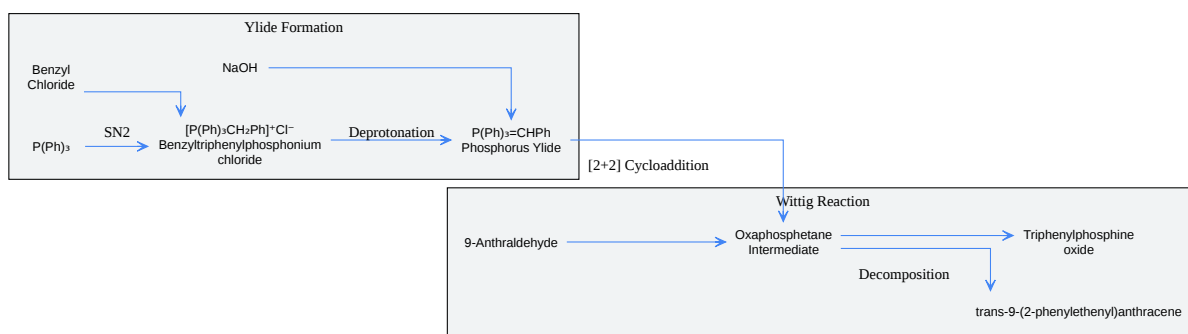 Ylide Formation
Benzyl
Chloride
NaOH
SN2
P(Ph)₃
[P(Ph)₃CH₂Ph]⁺Cl⁻
Benzyltriphenylphosphonium
chloride
Deprotonation
P(Ph)₃=CHPh
Phosphorus Ylide
[2+2] Cycloaddition
Wittig Reaction
9-Anthraldehyde
Oxaphosphetane
Intermediate
Triphenylphosphine
oxide
Decomposition
trans-9-(2-phenylethenyl)anthracene